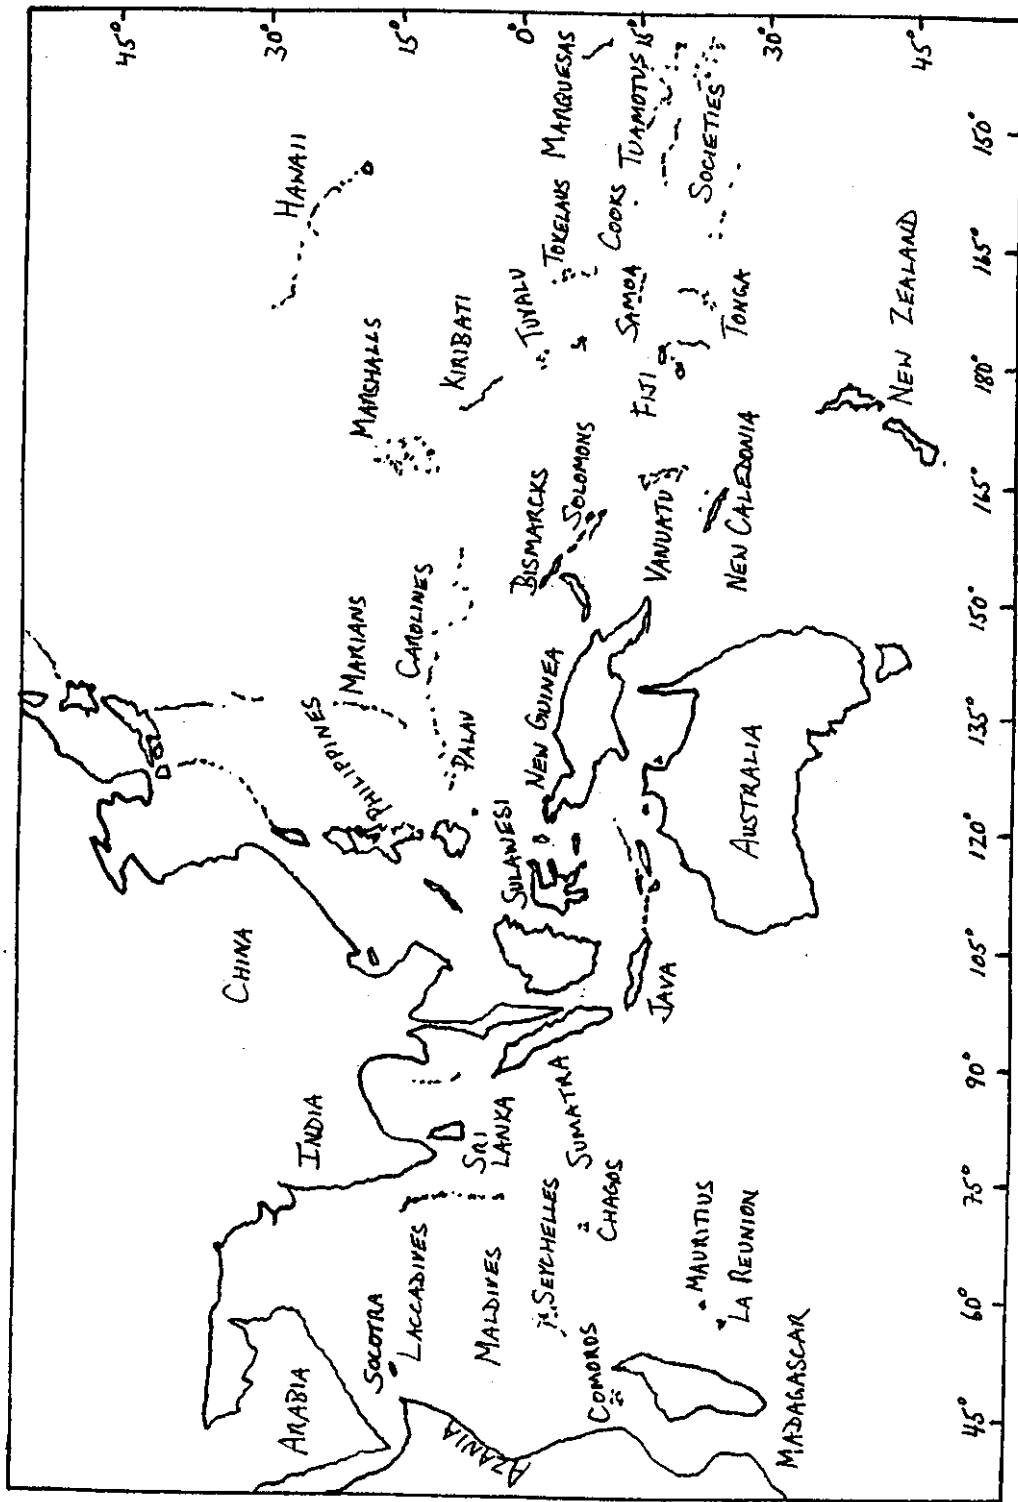 45°
15°
0°
15°
30°
45°
HAWAII
MARQUESAS
TUAMOTUS
SOCIETIES
TOKELAUS
COOKS
TUVALU
SAMOA
TONGA
KIRIBATI
MARSHALLS
FIJI
NEW ZEALAND
SOLOMONS
BISMARCKS
VANUATU
NEW CALEDONIA
MARIANS
CAROLINES
PHILIPPINES
PALAU
NEW GUINEA
SULAWESI
AUSTRALIA
CHINA
JAVA
INDIA
SRI
LANKA
SUMATRA
CHAGOS
SEYCHELLES
MALDIVES
LACCADIVES
SOCOTRA
ARABIA
AZANIA
COMOROS
MAURITIUS
LA REUNION
MADAGASCAR
45°
60°
75°
90°
105°
120°
135°
150°
165°
180°
165°
150°